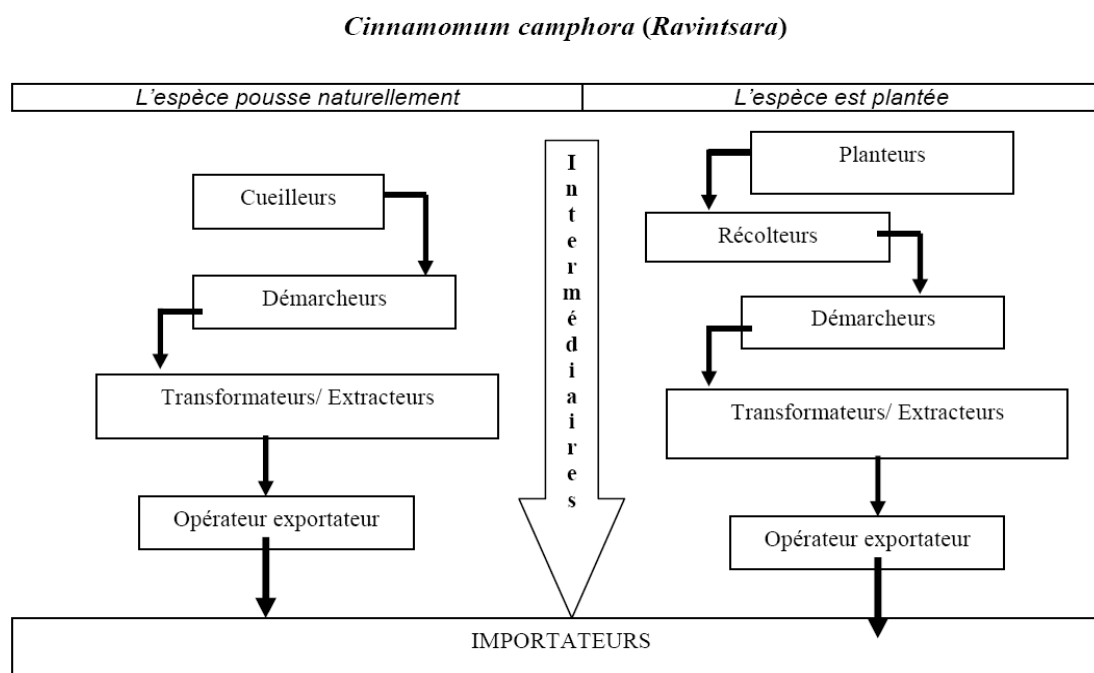 Cinnamomum camphora (Ravintsara)
L'espèce pousse naturellement
L'espèce est plantée
Cueilleurs
Démarcheurs
Transformateurs/ Extracteurs
Opérateur exportateur
Intermédiaires
Planteurs
Récolteurs
Démarcheurs
Transformateurs/ Extracteurs
Opérateur exportateur
IMPORTATEURS